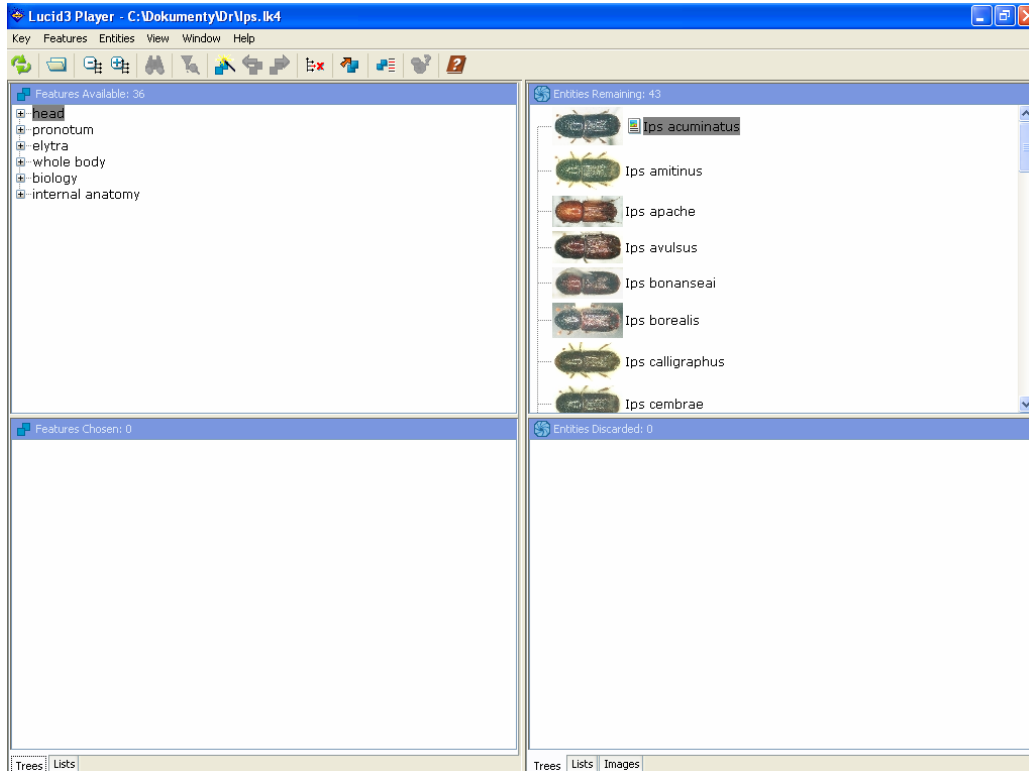 Lucid3 Player - C:\Dokumenty\Dr\Ips.lk4
Key Features Entities View Window Help
Features Available: 36
head
pronotum
elytra
whole body
biology
internal anatomy
Entities Remaining: 43
Ips acuminatus
Ips amitinus
Ips apache
Ips avulsus
Ips bonanseai
Ips borealis
Ips calligraphus
Ips cembrae
Features Chosen: 0
Entities Discarded: 0
Trees Lists
Trees Lists Images